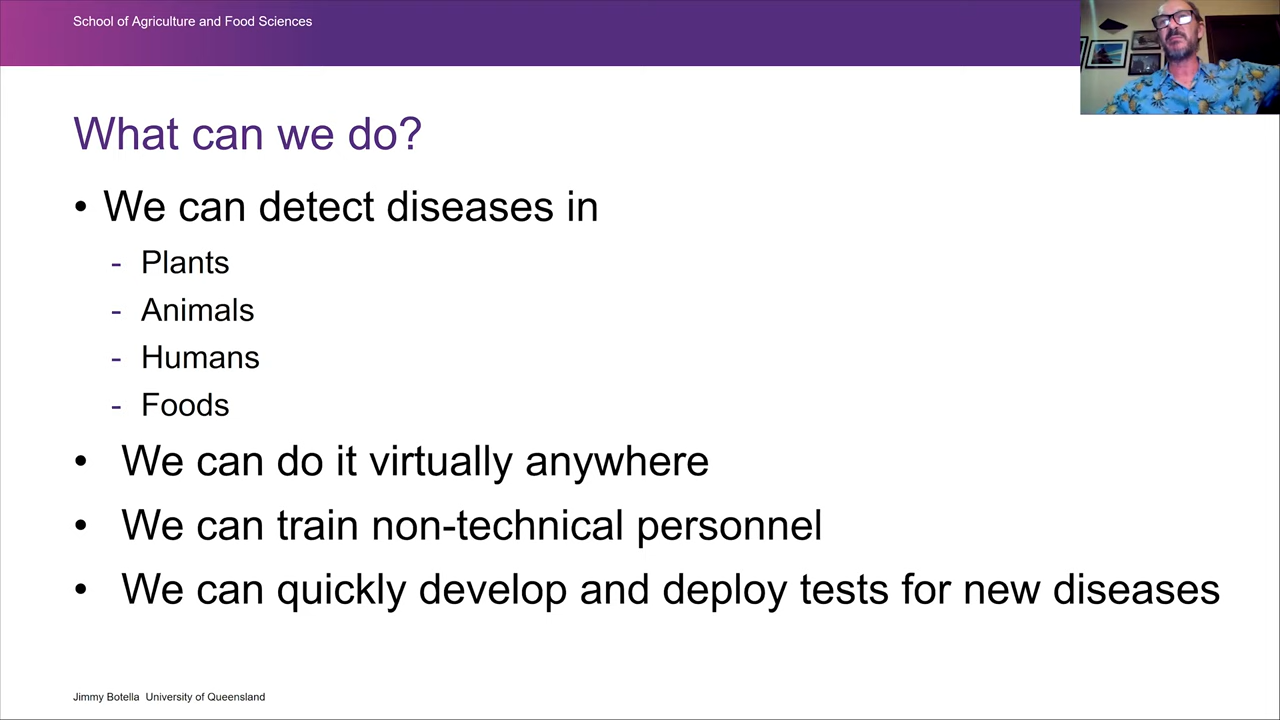 School of Agriculture and Food Sciences
What can we do?
• We can detect diseases in
- Plants
- Animals
- Humans
- Foods
• We can do it virtually anywhere
• We can train non-technical personnel
• We can quickly develop and deploy tests for new diseases
Jimmy Botella University of Queensland